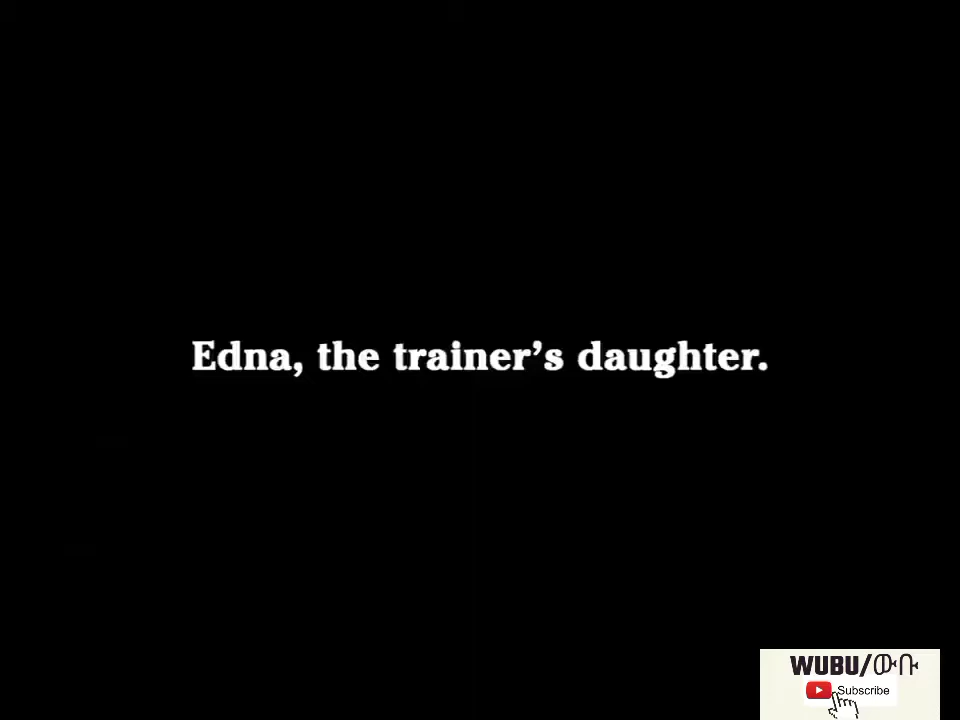 Edna, the trainer’s daughter.
WUBU/ውቡ
Subscribe